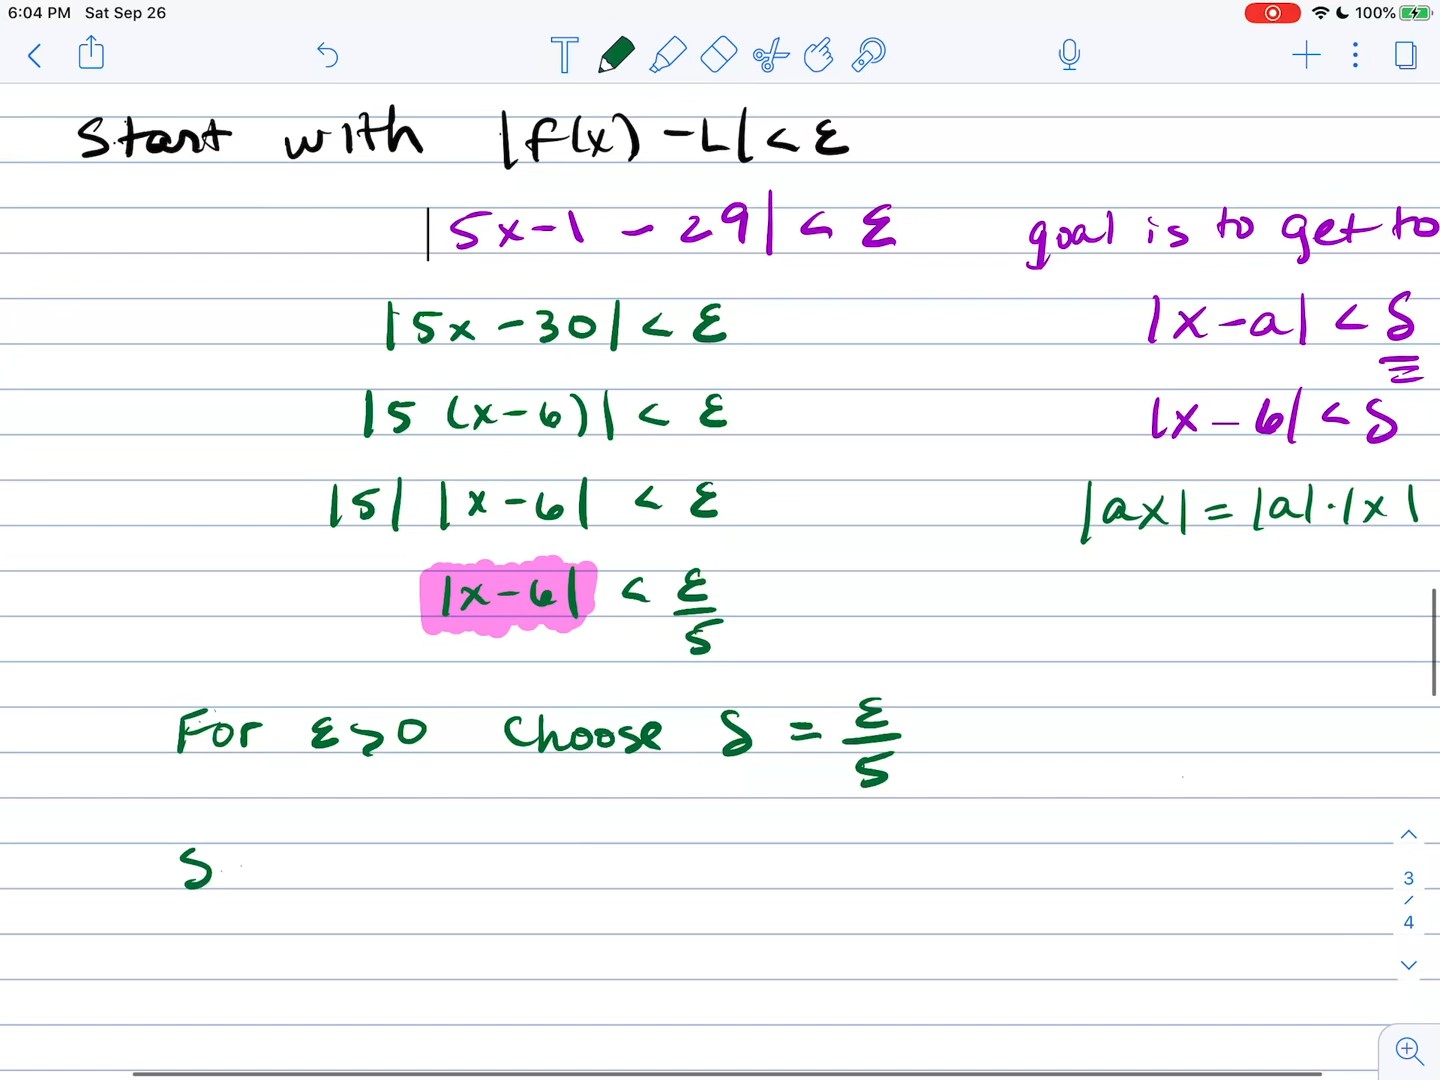 6:04 PM Sat Sep 26
100%
Start with |f(x) - L| < ε
|5x - 1 - 29| < ε
goal is to get to
|5x - 30| < ε
|x - a| < δ
|5 (x - 6)| < ε
|x - 6| < δ
|5| |x - 6| < ε
|ax| = |a| · |x|
|x - 6| < ε/5
For ε > 0 choose δ = ε/5
S
3
/
4